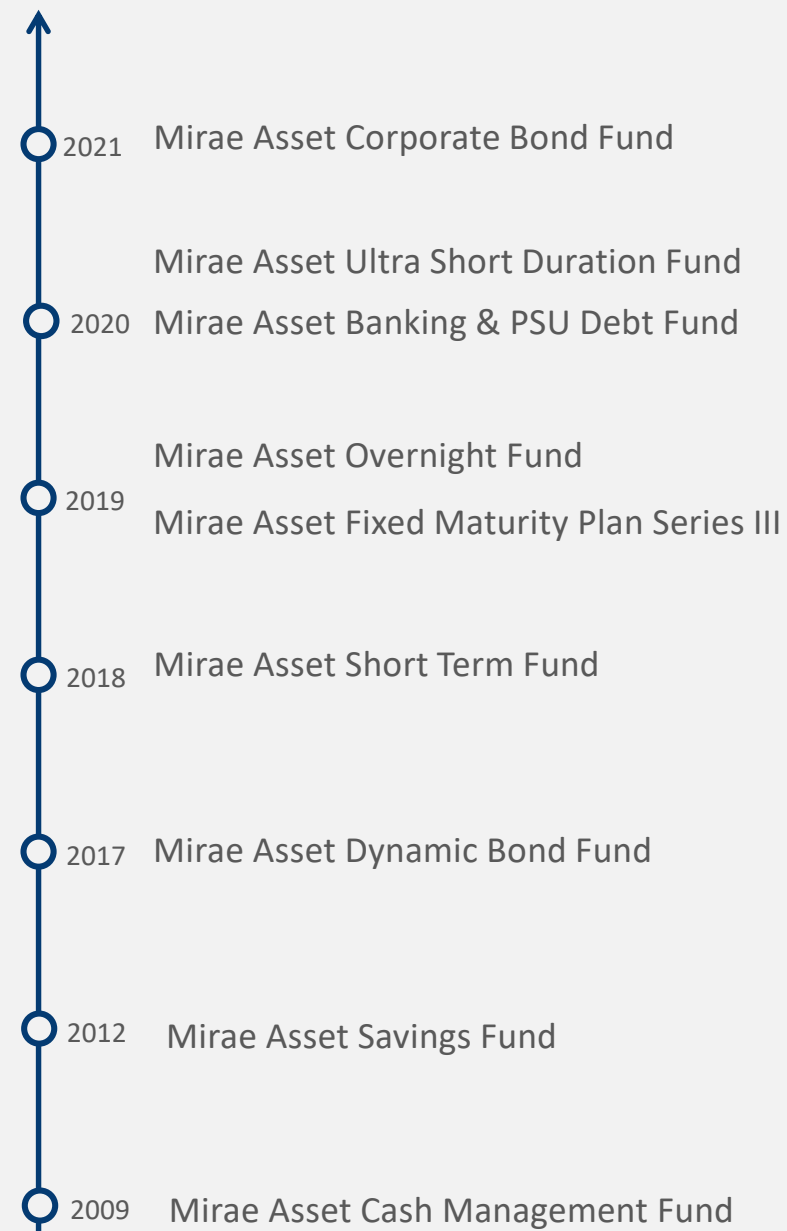 2021 Mirae Asset Corporate Bond Fund
Mirae Asset Ultra Short Duration Fund
2020 Mirae Asset Banking & PSU Debt Fund
Mirae Asset Overnight Fund
2019
Mirae Asset Fixed Maturity Plan Series III
2018 Mirae Asset Short Term Fund
2017 Mirae Asset Dynamic Bond Fund
2012 Mirae Asset Savings Fund
2009 Mirae Asset Cash Management Fund